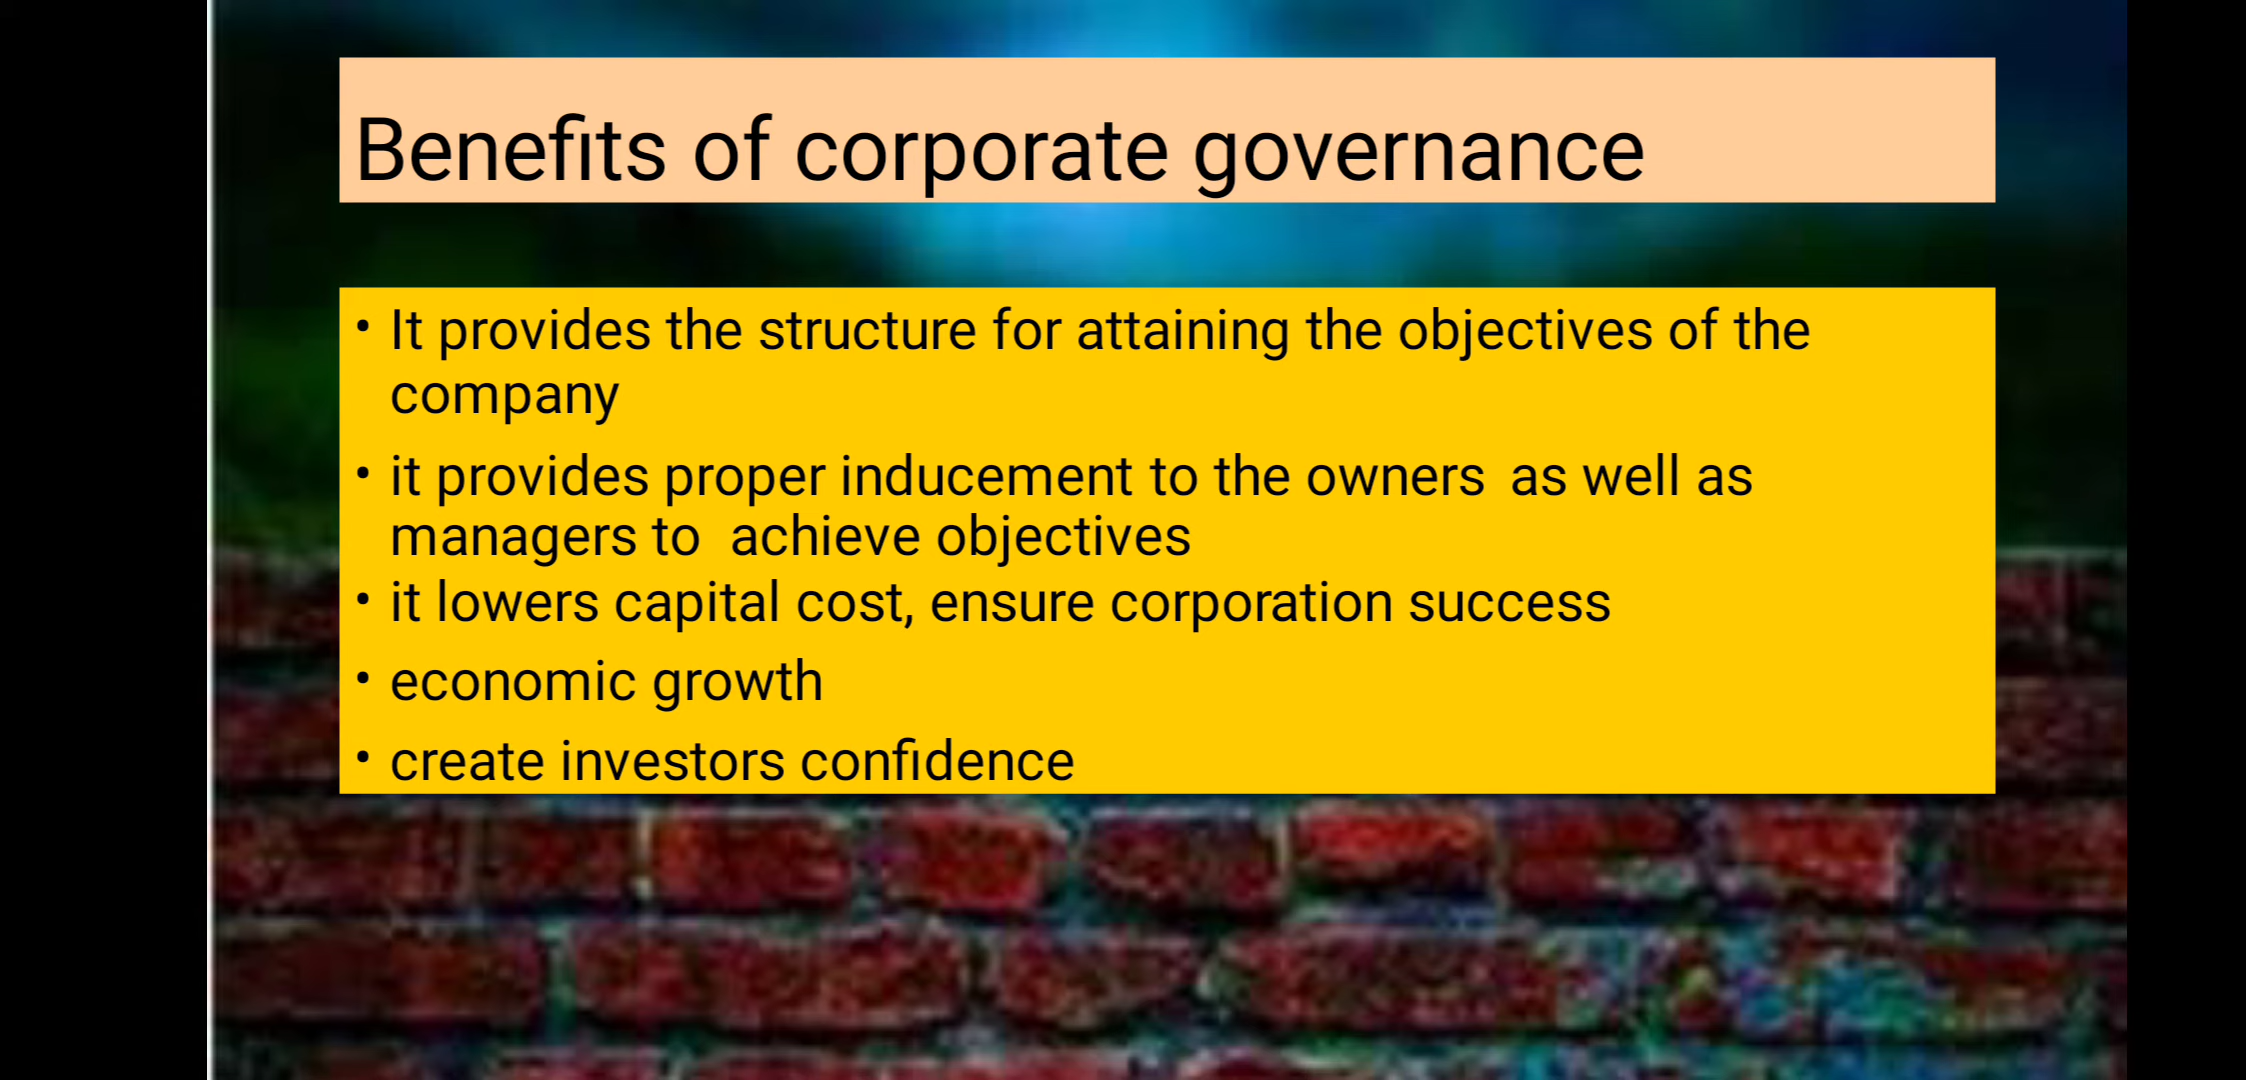 Benefits of corporate governance
• It provides the structure for attaining the objectives of the
company
• it provides proper inducement to the owners as well as
managers to achieve objectives
• it lowers capital cost, ensure corporation success
• economic growth
• create investors confidence